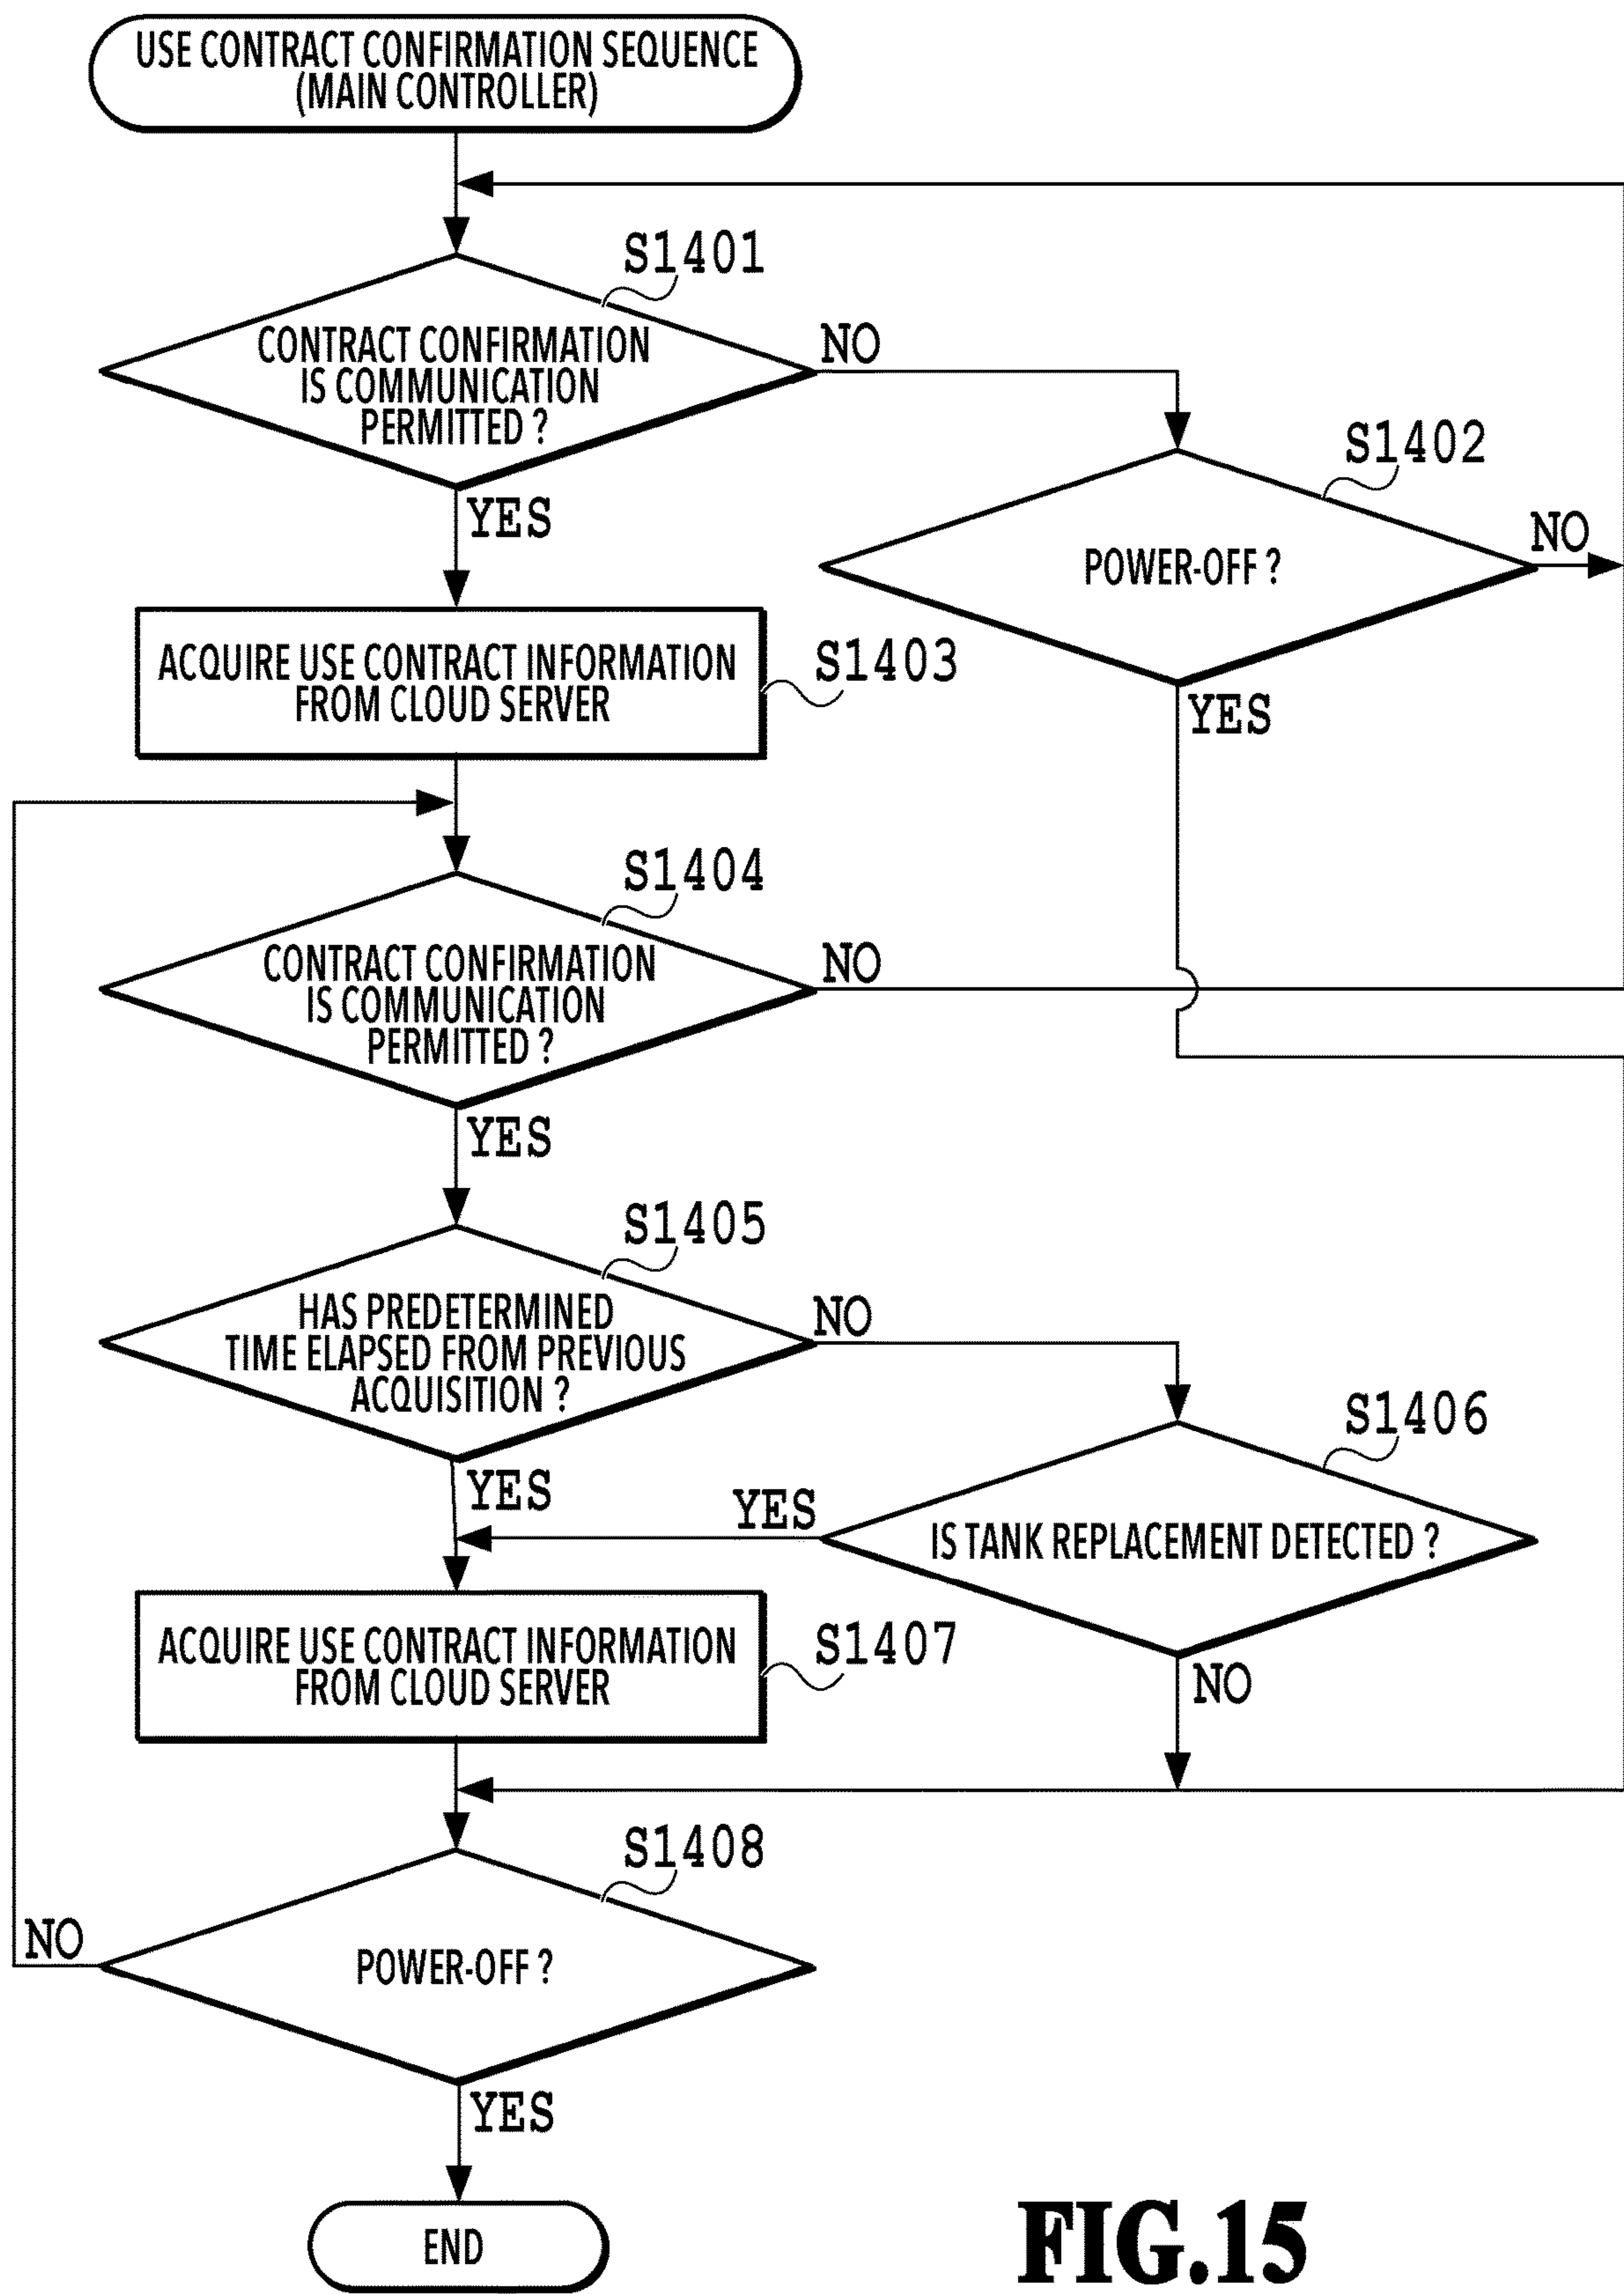 USE CONTRACT CONFIRMATION SEQUENCE
(MAIN CONTROLLER)
S1401
CONTRACT CONFIRMATION
IS COMMUNICATION
PERMITTED ?
NO
YES
S1402
POWER-OFF ?
NO
YES
ACQUIRE USE CONTRACT INFORMATION
FROM CLOUD SERVER
S1403
S1404
CONTRACT CONFIRMATION
IS COMMUNICATION
PERMITTED ?
NO
YES
S1405
HAS PREDETERMINED
TIME ELAPSED FROM PREVIOUS
ACQUISITION ?
NO
YES
S1406
IS TANK REPLACEMENT DETECTED ?
YES
NO
ACQUIRE USE CONTRACT INFORMATION
FROM CLOUD SERVER
S1407
S1408
POWER-OFF ?
NO
YES
END
FIG.15